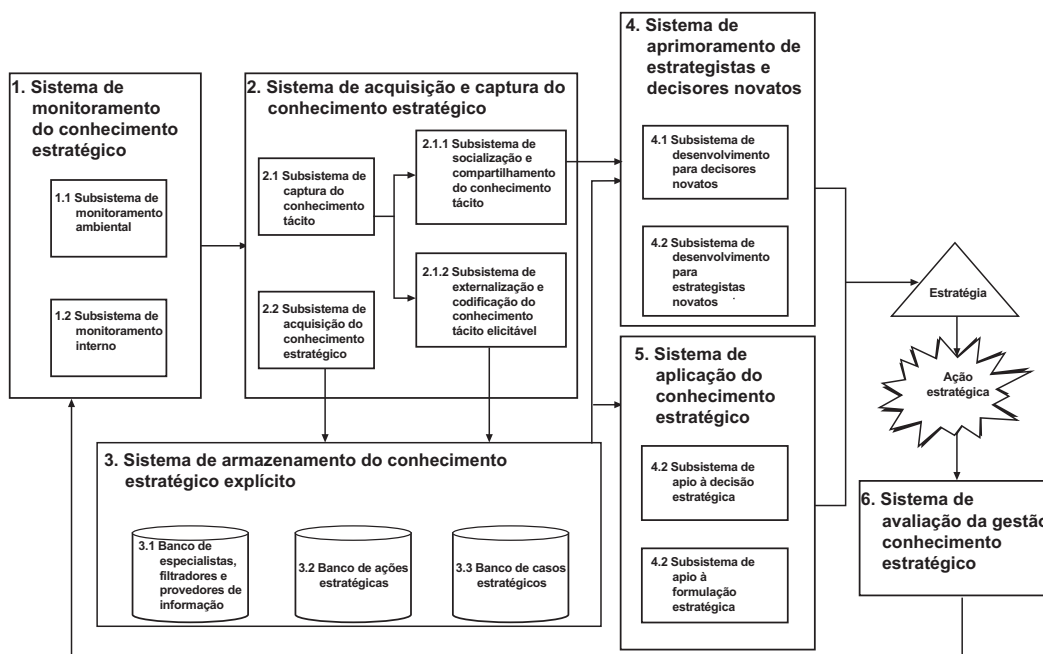 1. Sistema de
monitoramento
do conhecimento
estratégico
1.1 Subsistema de
monitoramento
ambiental
1.2 Subsistema de
monitoramento
interno
2. Sistema de acquisição e captura do
conhecimento estratégico
2.1 Subsistema de
captura do
conhecimento
tácito
2.1.1 Subsistema de
socialização e
compartilhamento
do conhecimento
tácito
2.1.2 Subsistema de
externalização e
codificação do
conhecimento
tácito elicitável
2.2 Subsistema de
acquisição do
conhecimento
estratégico
3. Sistema de armazenamento do conhecimento
estratégico explícito
3.1 Banco de
especialistas,
filtradores e
provedores de
informação
3.2 Banco de ações
estratégicas
3.3 Banco de casos
estratégicos
4. Sistema de
aprimoramento de
estrategistas e
decisores novatos
4.1 Subsistema de
desenvolvimento
para decisores
novatos
4.2 Subsistema de
desenvolvimento
para
estrategistas
novatos
5. Sistema de
aplicação do
conhecimento
estratégico
4.2 Subsistema de
apio à decisão
estratégica
4.2 Subsistema de
apio à
formulação
estratégica
Estratégia
Ação
estratégica
6. Sistema de
avaliação da gestão
conhecimento
estratégico